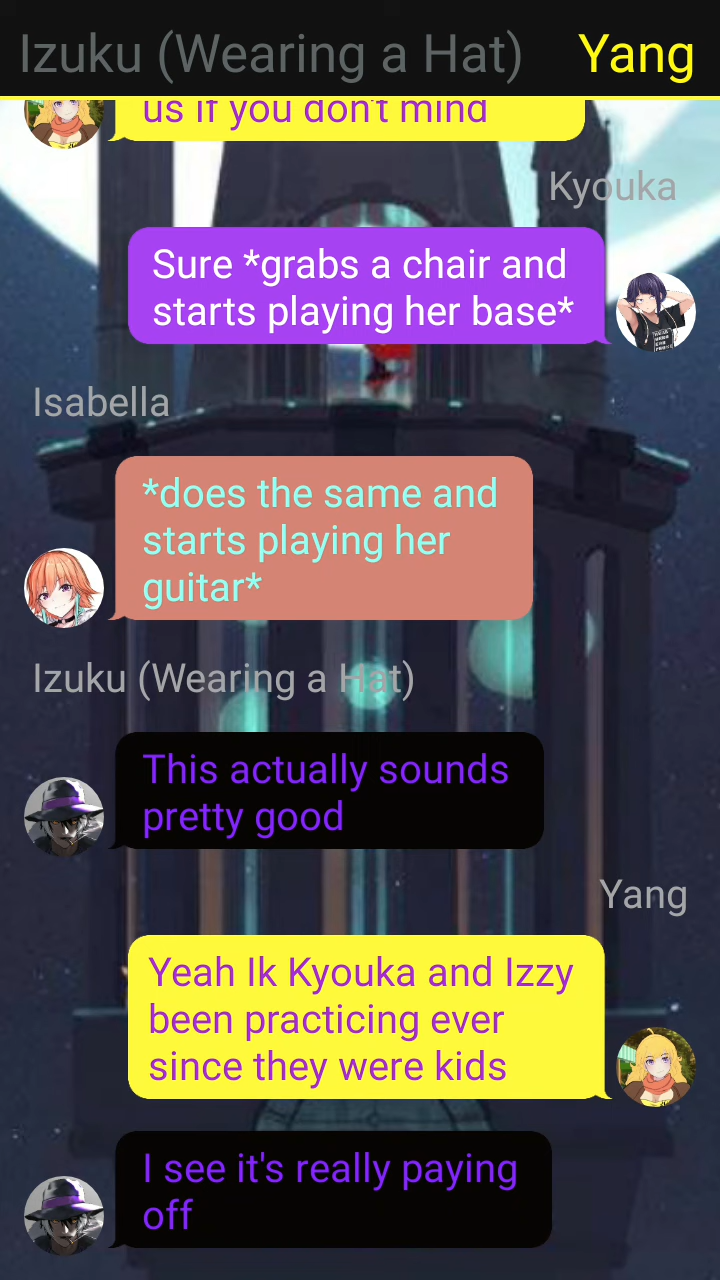 Izuku (Wearing a Hat) Yang
us if you don't mind
Kyouka
Sure *grabs a chair and
starts playing her base*
Isabella
*does the same and
starts playing her
guitar*
Izuku (Wearing a Hat)
This actually sounds
pretty good
Yang
Yeah Ik Kyouka and Izzy
been practicing ever
since they were kids
I see it's really paying
off